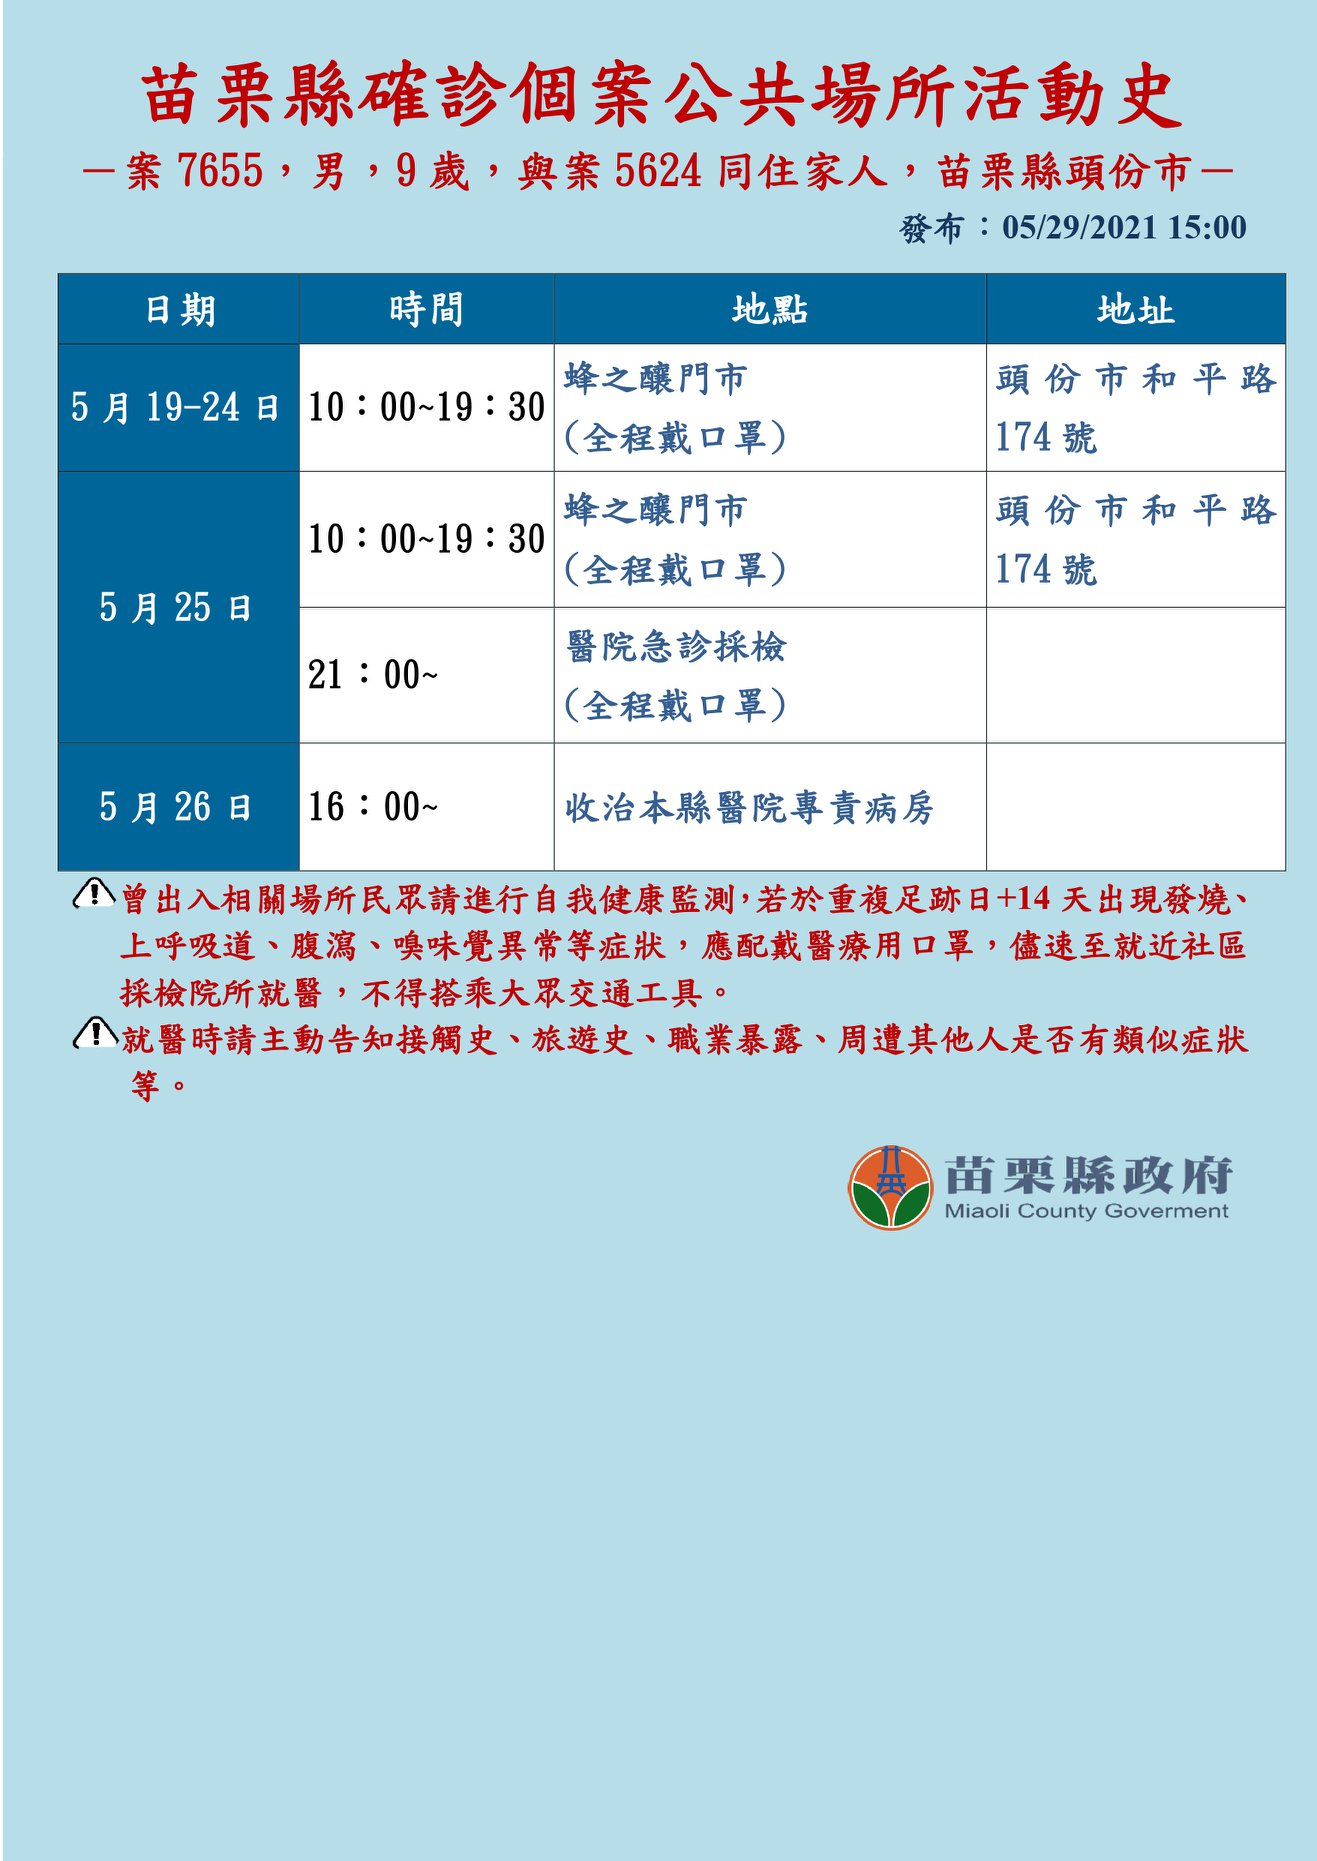 苗栗縣確診個案公共場所活動史
－案 7655，男，9 歲，與案 5624 同住家人，苗栗縣頭份市－
發布：05/29/2021 15:00
日期 時間 地點 地址
5 月 19-24 日 10：00~19：30 蜂之釀門市
(全程戴口罩) 頭份市和平路
174 號
5 月 25 日 10：00~19：30 蜂之釀門市
(全程戴口罩) 頭份市和平路
174 號
21：00~ 醫院急診採檢
(全程戴口罩)
5 月 26 日 16：00~ 收治本縣醫院專責病房
曾出入相關場所民眾請進行自我健康監測，若於重複足跡日+14 天出現發燒、
上呼吸道、腹瀉、嗅味覺異常等症狀，應配戴醫療用口罩，儘速至就近社區
採檢院所就醫，不得搭乘大眾交通工具。
就醫時請主動告知接觸史、旅遊史、職業暴露、周遭其他人是否有類似症狀
等。
苗栗縣政府
Miaoli County Goverment